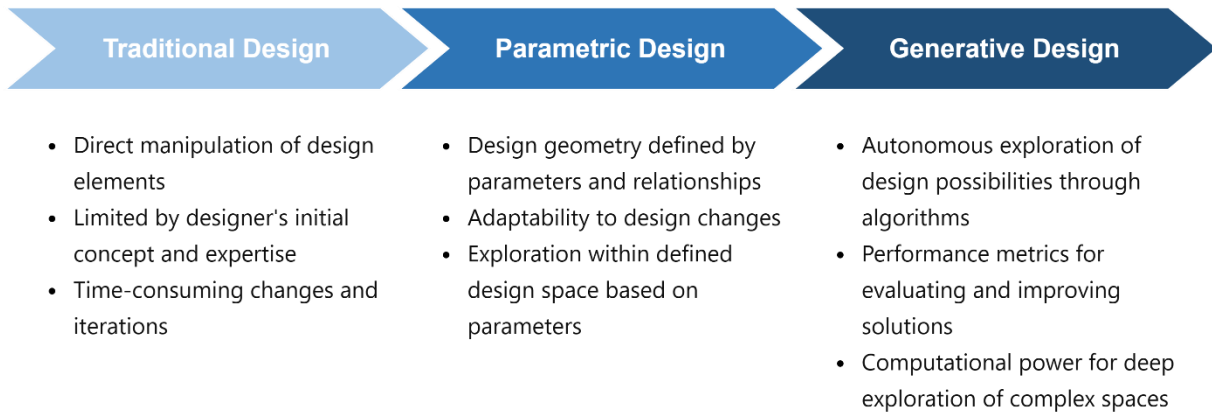 Traditional Design
Parametric Design
Generative Design
• Direct manipulation of design
elements
• Limited by designer's initial
concept and expertise
• Time-consuming changes and
iterations
• Design geometry defined by
parameters and relationships
• Adaptability to design changes
• Exploration within defined
design space based on
parameters
• Autonomous exploration of
design possibilities through
algorithms
• Performance metrics for
evaluating and improving
solutions
• Computational power for deep
exploration of complex spaces